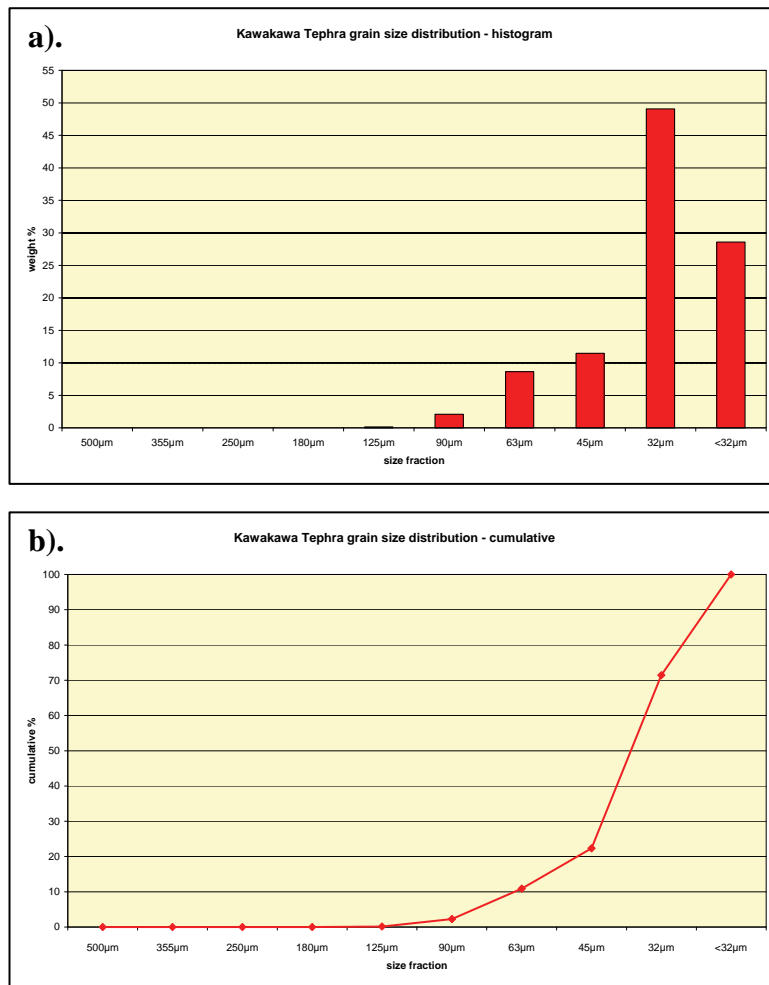 a).
Kawakawa Tephra grain size distribution - histogram
55
50
45
40
35
30
25
20
15
10
5
0
weight %
500µm 355µm 250µm 180µm 125µm 90µm 63µm 45µm 32µm <32µm
size fraction
b).
Kawakawa Tephra grain size distribution - cumulative
100
90
80
70
60
50
40
30
20
10
0
cumulative %
500µm 355µm 250µm 180µm 125µm 90µm 63µm 45µm 32µm <32µm
size fraction